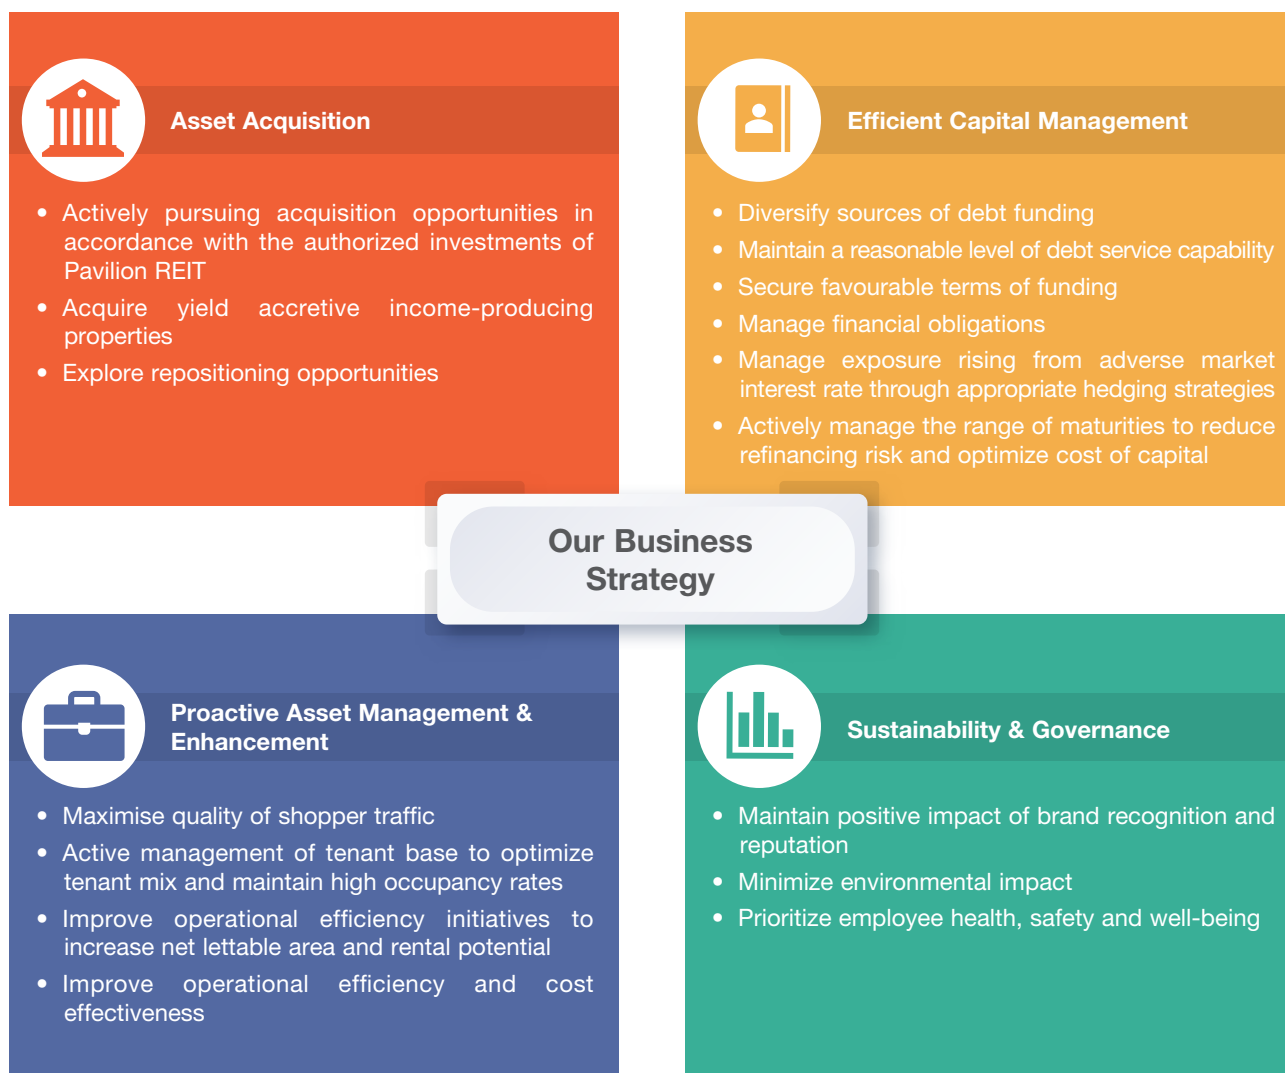 Asset Acquisition
• Actively pursuing acquisition opportunities in
accordance with the authorized investments of
Pavilion REIT
• Acquire yield accretive income-producing
properties
• Explore repositioning opportunities
Efficient Capital Management
• Diversify sources of debt funding
• Maintain a reasonable level of debt service capability
• Secure favourable terms of funding
• Manage financial obligations
• Manage exposure rising from adverse market
interest rate through appropriate hedging strategies
• Actively manage the range of maturities to reduce
refinancing risk and optimize cost of capital
Our Business
Strategy
Proactive Asset Management &
Enhancement
• Maximise quality of shopper traffic
• Active management of tenant base to optimize
tenant mix and maintain high occupancy rates
• Improve operational efficiency initiatives to
increase net lettable area and rental potential
• Improve operational efficiency and cost
effectiveness
Sustainability & Governance
• Maintain positive impact of brand recognition and
reputation
• Minimize environmental impact
• Prioritize employee health, safety and well-being